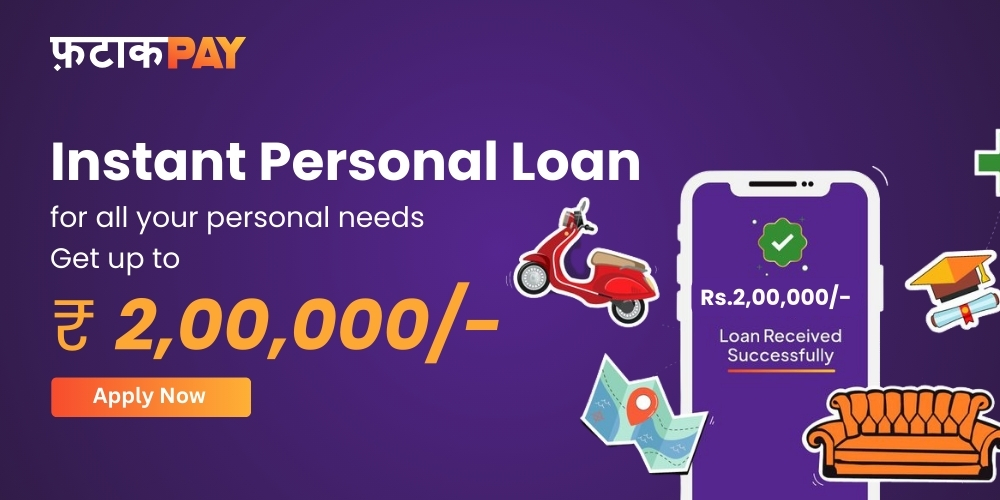 फ़टाकPAY
Instant Personal Loan
for all your personal needs
Get up to
₹ 2,00,000/-
Apply Now
Rs.2,00,000/-
Loan Received
Successfully